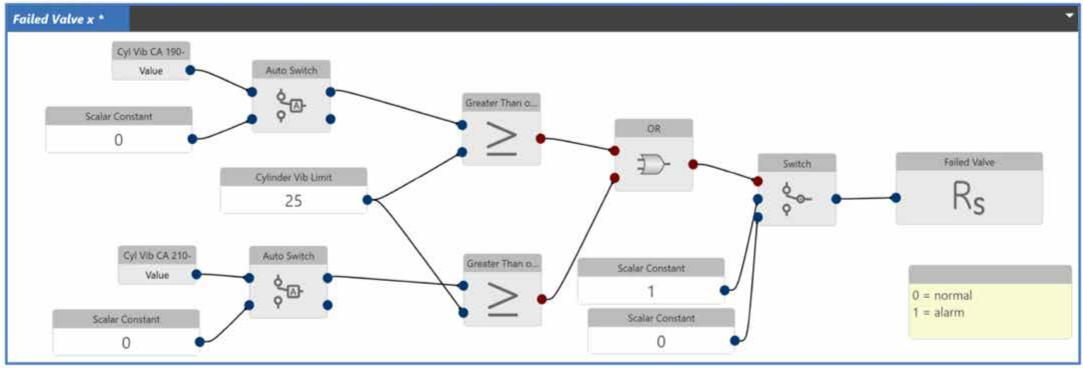 Failed Valve x *
Cyl Vib CA 190-
Value
Auto Switch
A
Scalar Constant
0
Greater Than o...
≥
OR
Cylinder Vib Limit
25
Switch
Failed Valve
Rs
Cyl Vib CA 210-
Value
Auto Switch
A
Scalar Constant
0
Greater Than o...
≥
Scalar Constant
1
Scalar Constant
0
0 = normal
1 = alarm